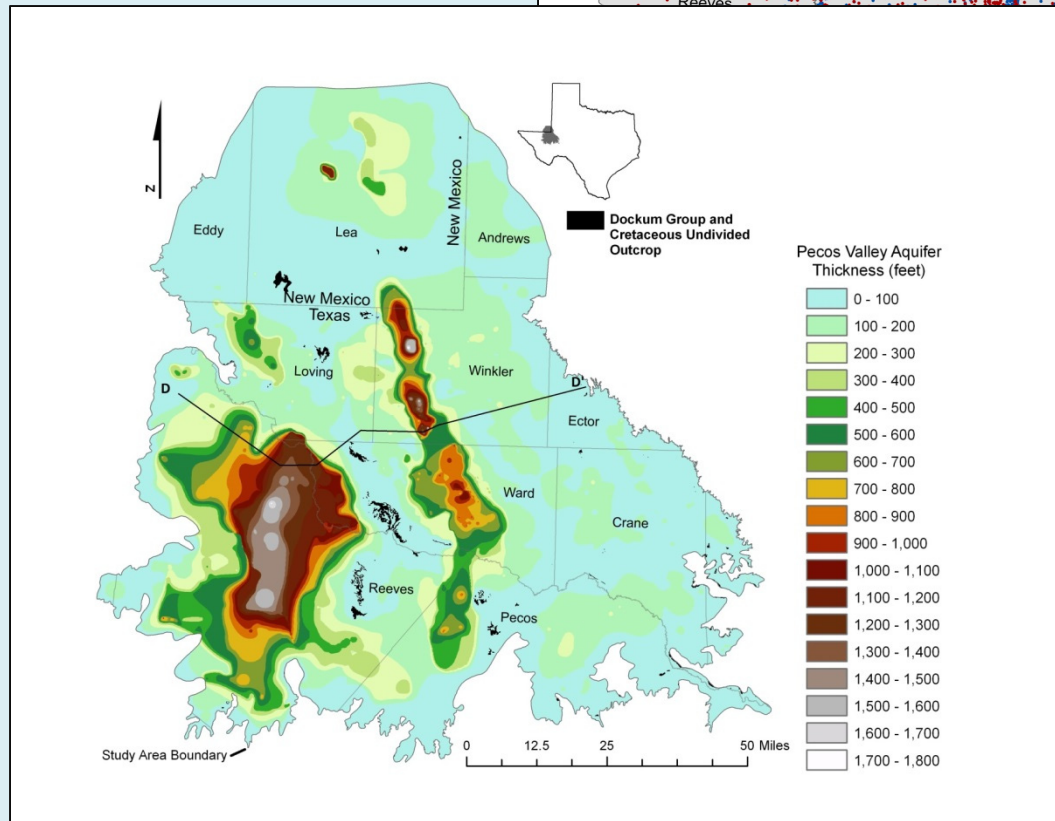 Reeves
N
Eddy
Lea
New Mexico
Andrews
Dockum Group and
Cretaceous Undivided
Outcrop
Pecos Valley Aquifer
Thickness (feet)
0 - 100
100 - 200
200 - 300
300 - 400
400 - 500
500 - 600
600 - 700
700 - 800
800 - 900
900 - 1,000
1,000 - 1,100
1,100 - 1,200
1,200 - 1,300
1,300 - 1,400
1,400 - 1,500
1,500 - 1,600
1,600 - 1,700
1,700 - 1,800
New Mexico
Texas
Loving
Winkler
D
D'
Ector
Ward
Crane
Reeves
Pecos
Study Area Boundary
0 12.5 25 50 Miles